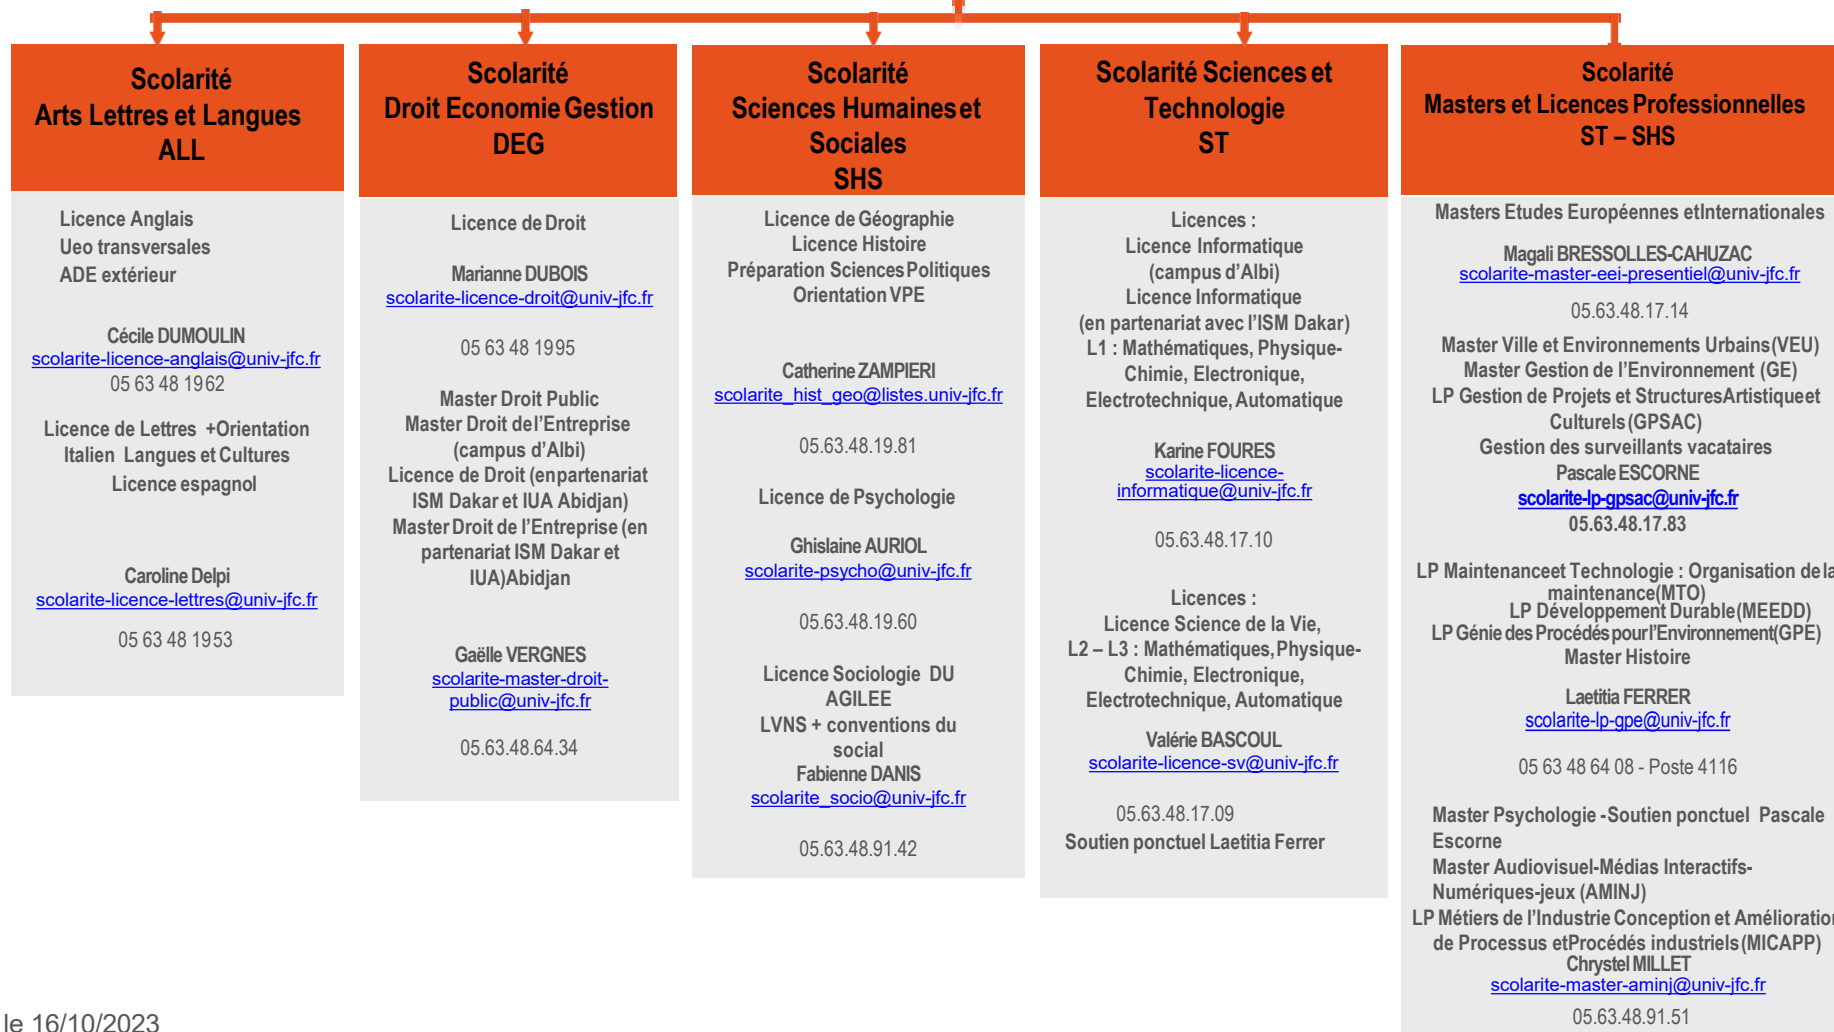 Scolarité
Arts Lettres et Langues
ALL
Licence Anglais
Ueo transversales
ADE extérieur
Cécile DUMOULIN
scolarite-licence-anglais@univ-jfc.fr
05 63 48 19 62
Licence de Lettres +Orientation
Italien Langues et Cultures
Licence espagnol
Caroline Delpi
scolarite-licence-lettres@univ-jfc.fr
05 63 48 19 53
Scolarité
Droit Economie Gestion
DEG
Licence de Droit
Marianne DUBOIS
scolarite-licence-droit@univ-jfc.fr
05 63 48 19 95
Master Droit Public
Master Droit de l'Entreprise
(campus d'Albi)
Licence de Droit (en partenariat
ISM Dakar et IUA Abidjan)
Master Droit de l'Entreprise (en
partenariat ISM Dakar et
IUA)Abidjan
Gaëlle VERGNES
scolarite-master-droit-
public@univ-jfc.fr
05.63.48.64.34
Scolarité
Sciences Humaines et
Sociales
SHS
Licence de Géographie
Licence Histoire
Préparation Sciences Politiques
Orientation VPE
Catherine ZAMPIERI
scolarite_hist_geo@listes.univ-jfc.fr
05.63.48.19.81
Licence de Psychologie
Ghislaine AURIOL
scolarite-psycho@univ-jfc.fr
05.63.48.19.60
Licence Sociologie DU
AGILEE
LVNS + conventions du
social
Fabienne DANIS
scolarite_socio@univ-jfc.fr
05.63.48.91.42
Scolarité Sciences et
Technologie
ST
Licences :
Licence Informatique
(campus d'Albi)
Licence Informatique
(en partenariat avec l'ISM Dakar)
L1 : Mathématiques, Physique-
Chimie, Electronique,
Electrotechnique, Automatique
Karine FOURES
scolarite-licence-
informatique@univ-jfc.fr
05.63.48.17.10
Licences :
Licence Science de la Vie,
L2 – L3 : Mathématiques, Physique-
Chimie, Electronique,
Electrotechnique, Automatique
Valérie BASCOUL
scolarite-licence-sv@univ-jfc.fr
05.63.48.17.09
Soutien ponctuel Laetitia Ferrer
Scolarité
Masters et Licences Professionnelles
ST – SHS
Masters Etudes Européennes et Internationales
Magali BRESSOLLES-CAHUZAC
scolarite-master-eei-presentiel@univ-jfc.fr
05.63.48.17.14
Master Ville et Environnements Urbains (VEU)
Master Gestion de l'Environnement (GE)
LP Gestion de Projets et Structures Artistique et
Culturels (GPSAC)
Gestion des surveillants vacataires
Pascale ESCORNE
scolarite-lp-gpsac@univ-jfc.fr
05.63.48.17.83
LP Maintenance et Technologie : Organisation de la
maintenance(MTO)
LP Développement Durable (MEEDD)
LP Génie des Procédés pour l'Environnement(GPE)
Master Histoire
Laetitia FERRER
scolarite-lp-gpe@univ-jfc.fr
05 63 48 64 08 - Poste 4116
Master Psychologie -Soutien ponctuel Pascale
Escorne
Master Audiovisuel-Médias Interactifs-
Numériques-jeux (AMINJ)
LP Métiers de l'Industrie Conception et Amélioration
de Processus et Procédés industriels (MICAPP)
Chrystel MILLET
scolarite-master-aminj@univ-jfc.fr
05.63.48.91.51
le 16/10/2023